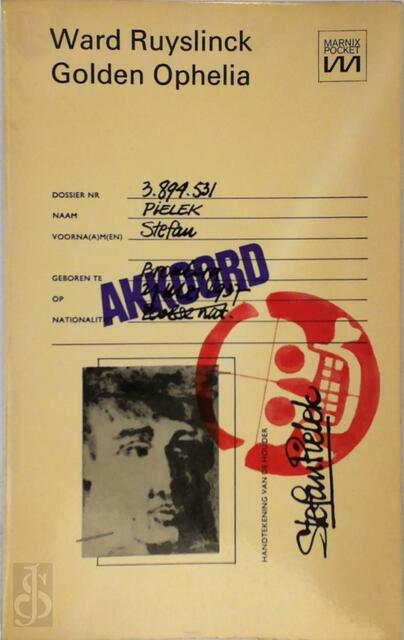 Ward Ruyslinck
Golden Ophelia
MARNIX
POCKET
DOSSIER NR 3.894.531
NAAM PiELEK
VOORNA(A)M(EN) Stefan
GEBOREN TE
OP
NATIONALIT
AKKOORD
HANDTEKENING VAN DE HOUDER
Stefan Pielek